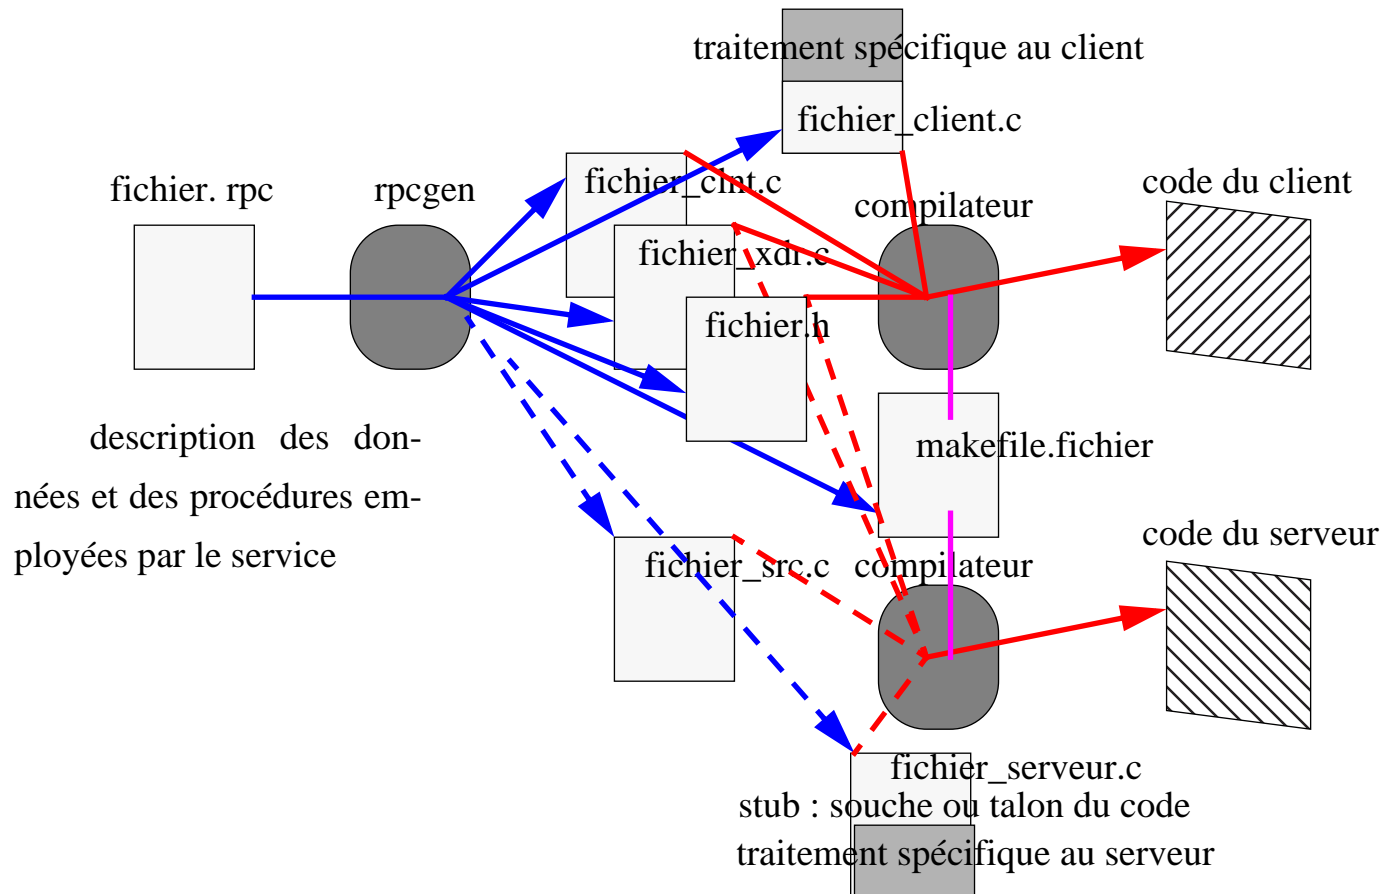 traitement spécifique au client
fichier_client.c
fichier. rpc
rpcgen
fichier_clnt.c
compilateur
code du client
fichier_xdr.c
fichier.h
description des don-
nées et des procédures em-
ployées par le service
makefile.fichier
fichier_src.c
compilateur
code du serveur
fichier_serveur.c
stub : souche ou talon du code
traitement spécifique au serveur